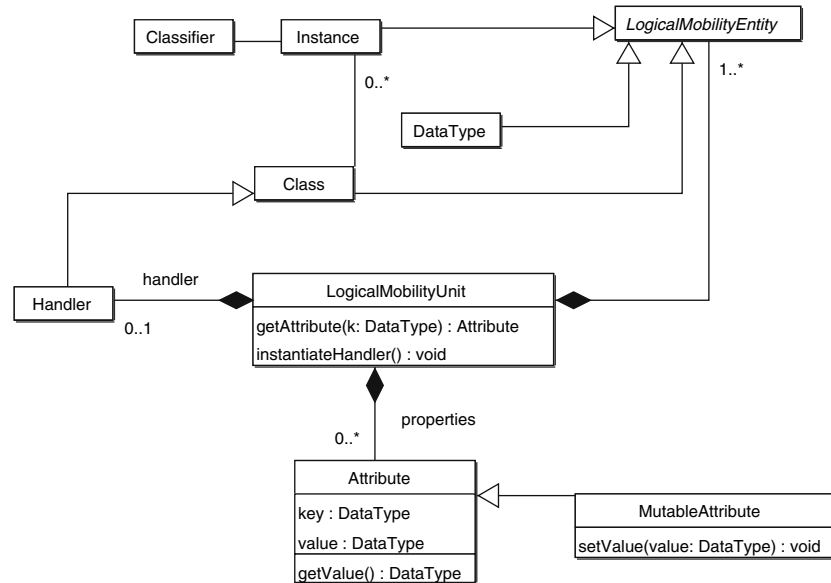 Classifier
Instance
LogicalMobilityEntity
0..*
1..*
DataType
Class
handler
LogicalMobilityUnit
Handler
0..1
getAttribute(k: DataType) : Attribute
instantiateHandler() : void
properties
0..*
Attribute
key : DataType
value : DataType
getValue() : DataType
MutableAttribute
setValue(value: DataType) : void